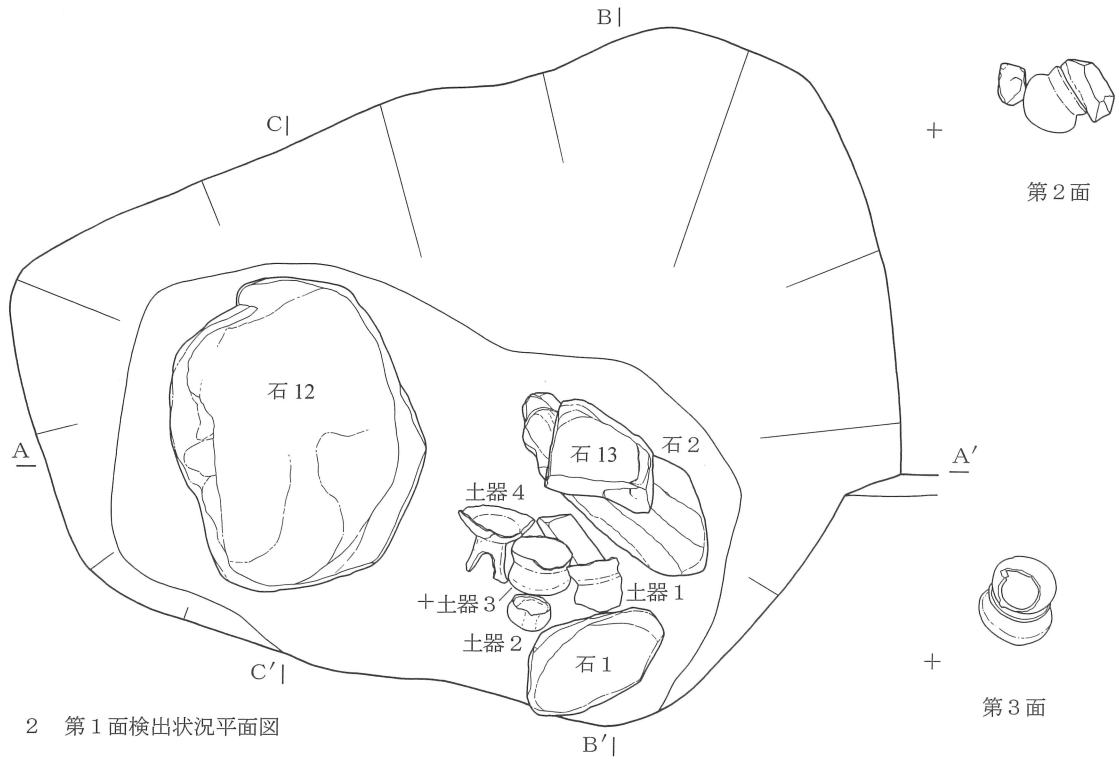 B|
C|
+
第2面
石12
石13
石2
A
A′
土器4
土器1
+土器3
土器2
石1
+
第3面
C′|
2 第1面検出状況平面図
B′|